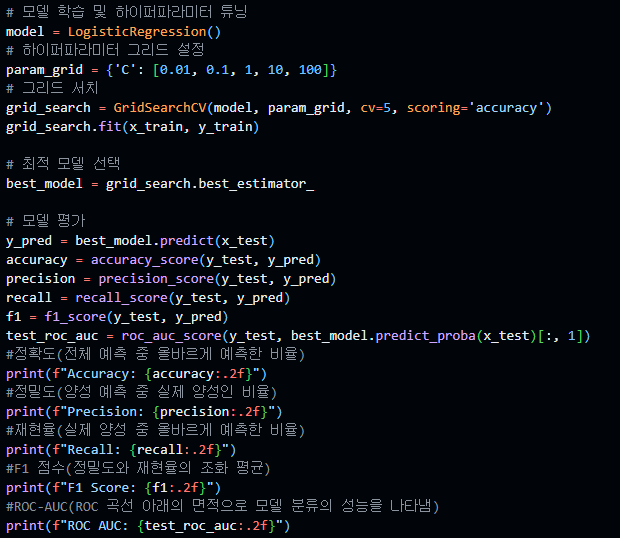 # 모델 학습 및 하이퍼파라미터 튜닝
model = LogisticRegression()
# 하이퍼파라미터 그리드 설정
param_grid = {'C': [0.01, 0.1, 1, 10, 100]}
# 그리드 서치
grid_search = GridSearchCV(model, param_grid, cv=5, scoring='accuracy')
grid_search.fit(x_train, y_train)
# 최적 모델 선택
best_model = grid_search.best_estimator_
# 모델 평가
y_pred = best_model.predict(x_test)
accuracy = accuracy_score(y_test, y_pred)
precision = precision_score(y_test, y_pred)
recall = recall_score(y_test, y_pred)
f1 = f1_score(y_test, y_pred)
test_roc_auc = roc_auc_score(y_test, best_model.predict_proba(x_test)[:, 1])
#정확도(전체 예측 중 올바르게 예측한 비율)
print(f"Accuracy: {accuracy:.2f}")
#정밀도(양성 예측 중 실제 양성인 비율)
print(f"Precision: {precision:.2f}")
#재현율(실제 양성 중 올바르게 예측한 비율)
print(f"Recall: {recall:.2f}")
#F1 점수(정밀도와 재현율의 조화 평균)
print(f"F1 Score: {f1:.2f}")
#ROC-AUC(ROC 곡선 아래의 면적으로 모델 분류의 성능을 나타냄)
print(f"ROC AUC: {test_roc_auc:.2f}")